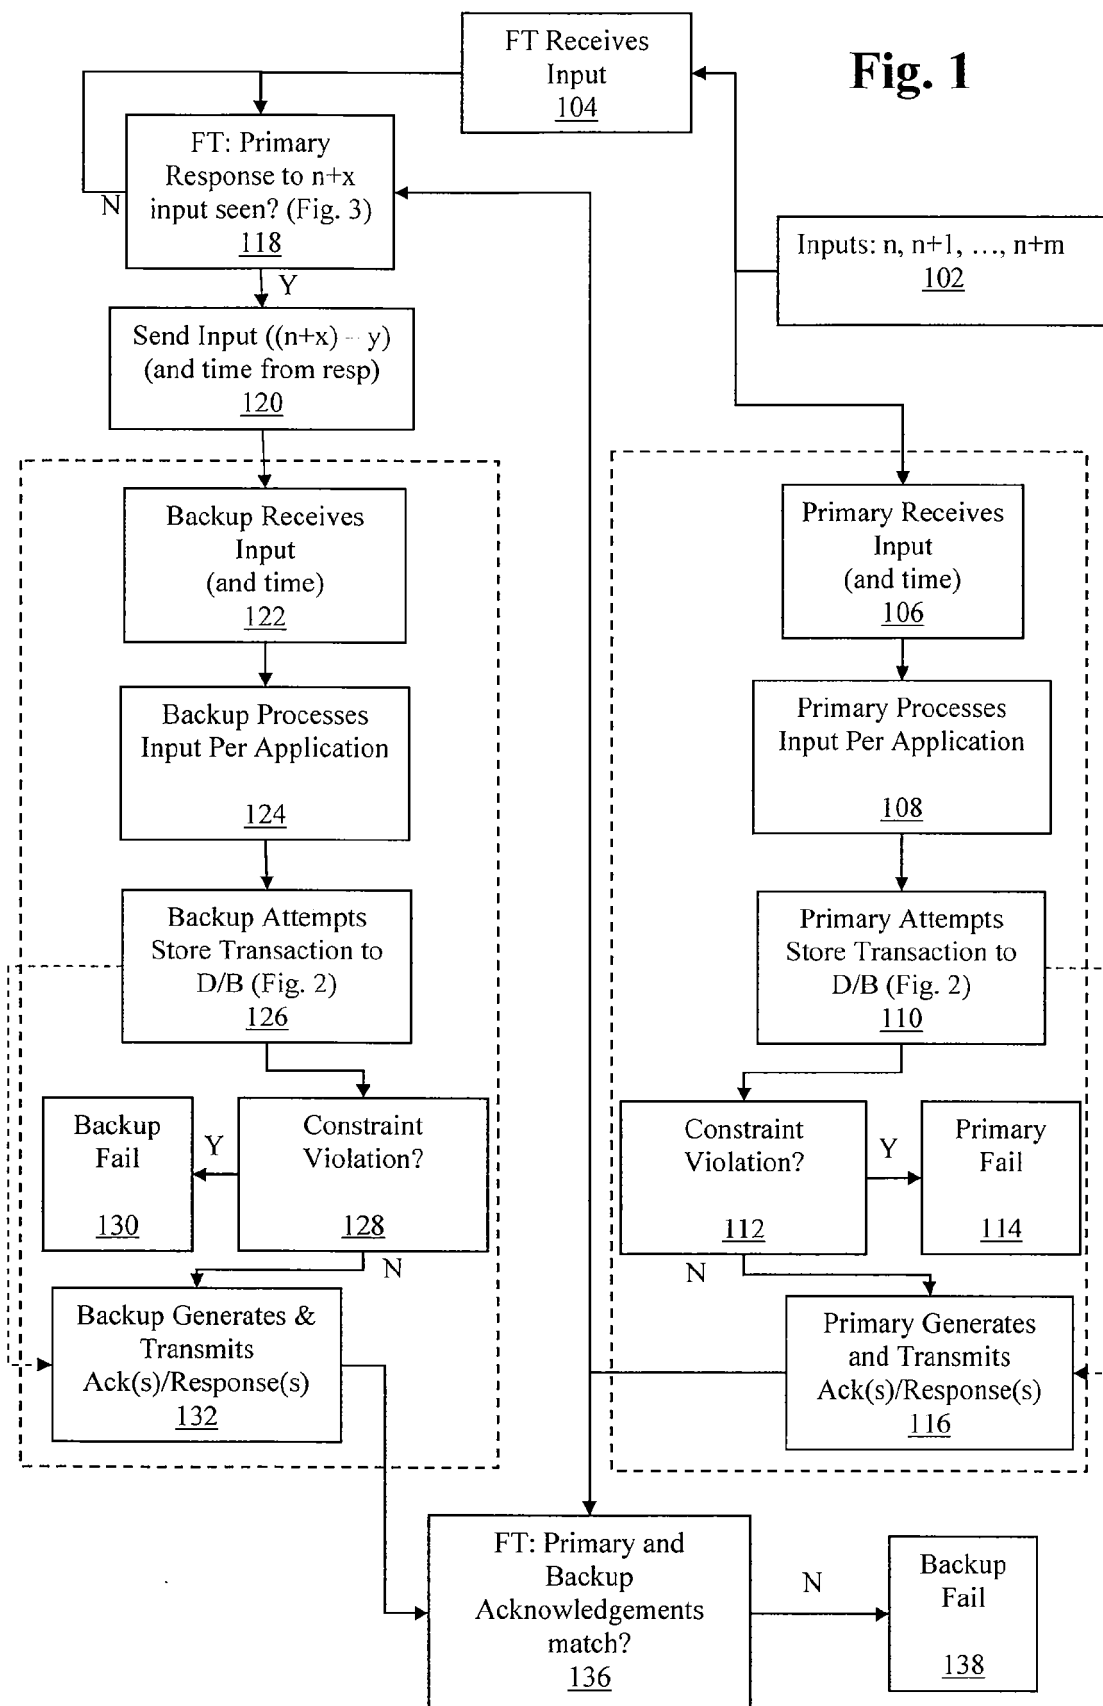 Fig. 1
FT Receives
Input
104
FT: Primary
Response to n+x
input seen? (Fig. 3)
118
N
Y
Inputs: n, n+1, …, n+m
102
Send Input ((n+x) – y)
(and time from resp)
120
Backup Receives
Input
(and time)
122
Primary Receives
Input
(and time)
106
Backup Processes
Input Per Application
124
Primary Processes
Input Per Application
108
Backup Attempts
Store Transaction to
D/B (Fig. 2)
126
Primary Attempts
Store Transaction to
D/B (Fig. 2)
110
Backup
Fail
130
Y
Constraint
Violation?
128
N
Constraint
Violation?
112
Y
N
Primary
Fail
114
Backup Generates &
Transmits
Ack(s)/Response(s)
132
Primary Generates
and Transmits
Ack(s)/Response(s)
116
FT: Primary and
Backup
Acknowledgements
match?
136
N
Backup
Fail
138